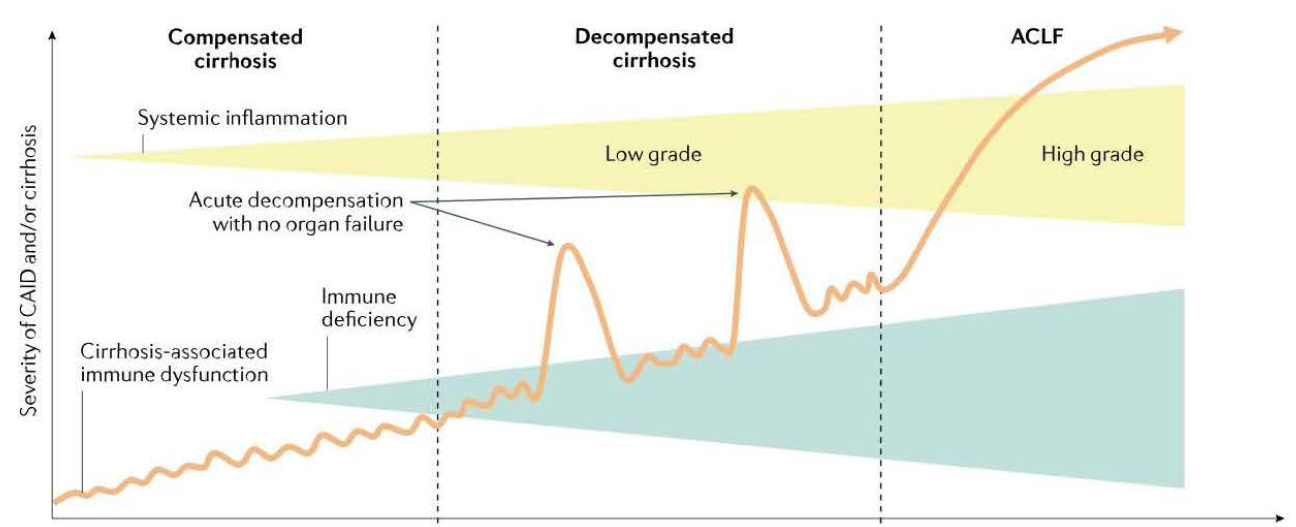 Compensated
cirrhosis
Decompensated
cirrhosis
ACLF
Systemic inflammation
Low grade
High grade
Acute decompensation
with no organ failure
Immune
deficiency
Cirrhosis-associated
immune dysfunction
Severity of CAID and/or cirrhosis